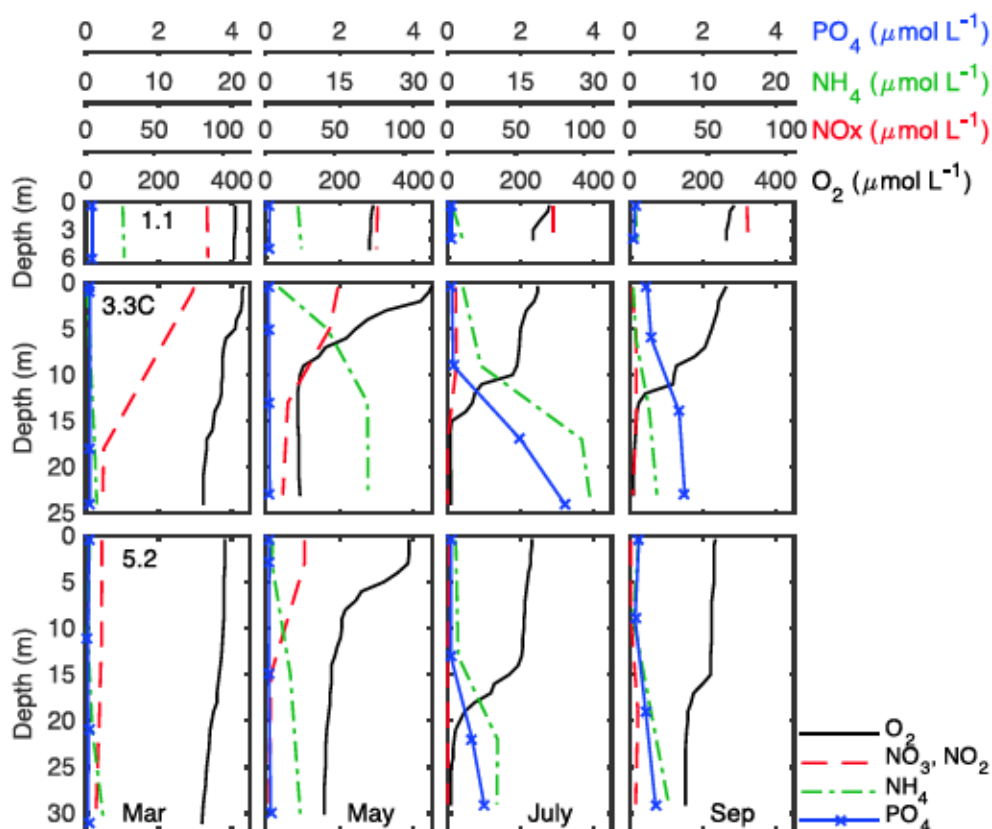 0 2 4 0 2 4 0 2 4 0 2 4 PO4 (μmol L-1)
0 10 20 0 15 30 0 15 30 0 10 20 NH4 (μmol L-1)
0 50 100 0 50 100 0 50 100 0 50 100 NOx (μmol L-1)
0 200 400 0 200 400 0 200 400 0 200 400 O2 (μmol L-1)
Depth (m)
0
3
6
1.1
Depth (m)
0
5
10
15
20
25
3.3C
Depth (m)
0
5
10
15
20
25
30
5.2
Mar May July Sep
O2
NO3, NO2
NH4
PO4